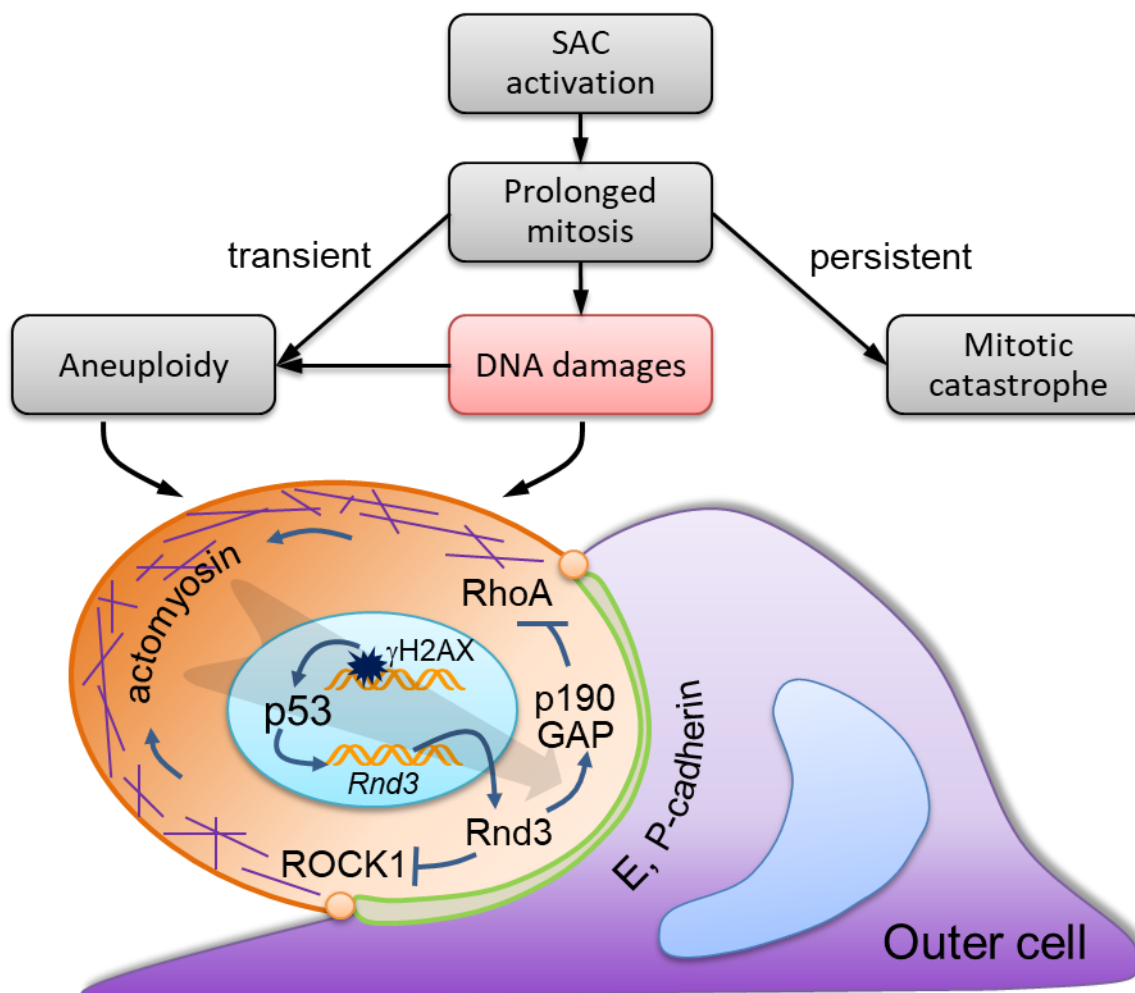 SAC
activation
Prolonged
mitosis
transient
persistent
Aneuploidy
DNA damages
Mitotic
catastrophe
actomyosin
RhoA
γH2AX
p53
p190
GAP
Rnd3
Rnd3
ROCK1
E, P-cadherin
Outer cell